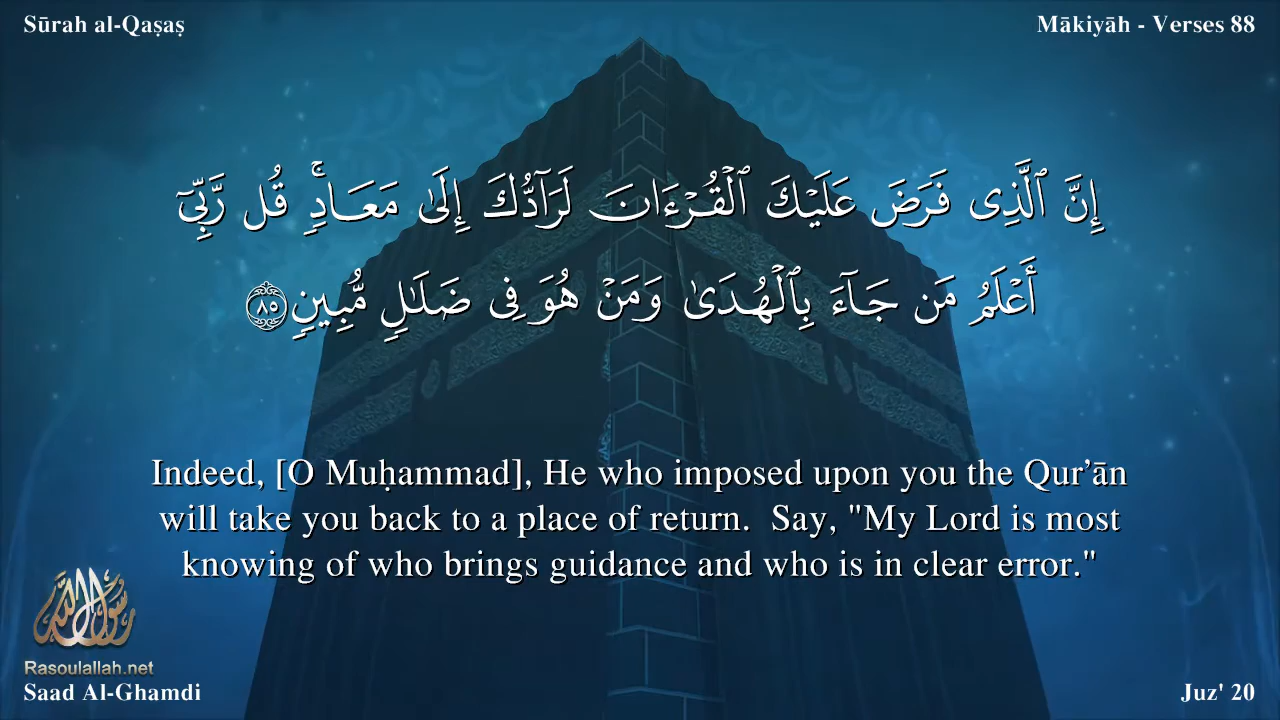 Sūrah al-Qaṣaṣ
Mākiyāh - Verses 88
إِنَّ ٱلَّذِى فَرَضَ عَلَيْكَ ٱلْقُرْءَانَ لَرَآدُّكَ إِلَىٰ مَعَادٍۢ ۚ قُل رَّبِّىٓ
أَعْلَمُ مَن جَآءَ بِٱلْهُدَىٰ وَمَنْ هُوَ فِى ضَلَـٰلٍۢ مُّبِينٍۢ ٨٥
Indeed, [O Muḥammad], He who imposed upon you the Qur’ān
will take you back to a place of return.  Say, "My Lord is most
knowing of who brings guidance and who is in clear error."
رسول الله
Rasoulallah.net
Saad Al-Ghamdi
Juz' 20